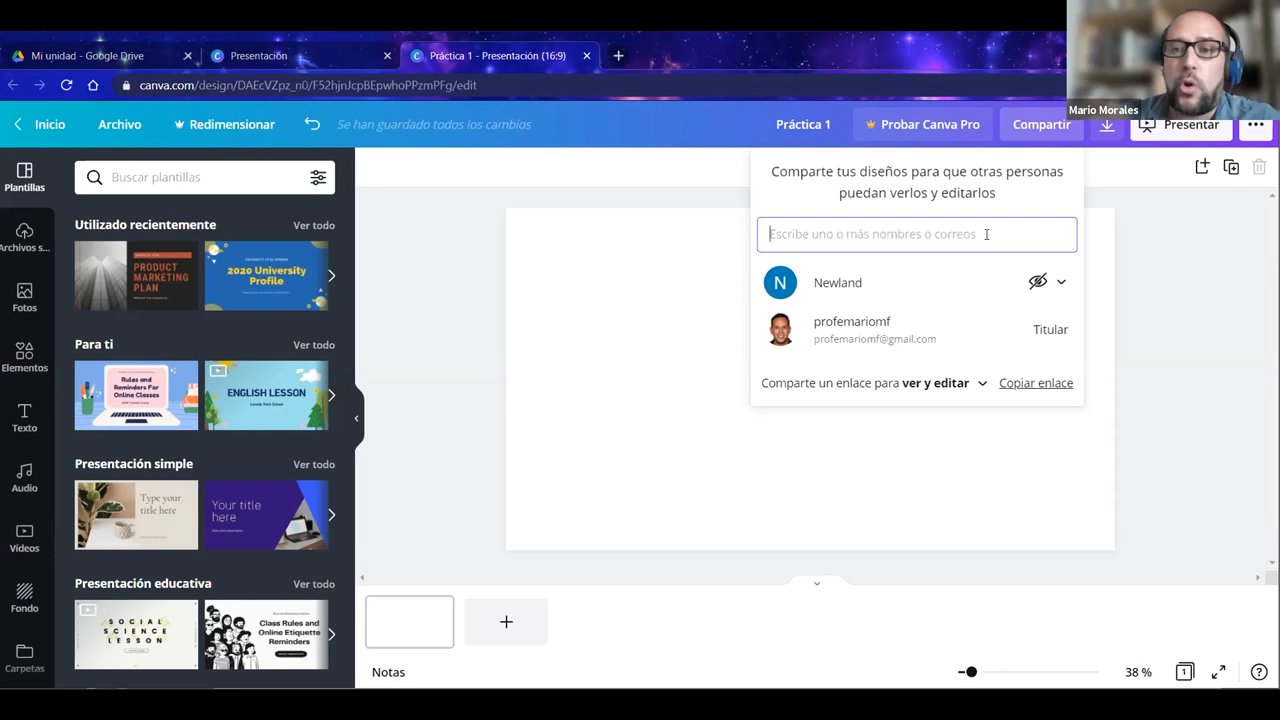 Mi unidad - Google Drive
Presentación
Práctica 1 - Presentación (16:9)
canva.com/design/DAEcVZpz_n0/F52hjnJcpBEpwhoPPzmPFg/edit
Mario Morales
Inicio
Archivo
Redimensionar
Se han guardado todos los cambios
Práctica 1
Probar Canva Pro
Compartir
Presentar
Plantillas
Archivos s...
Fotos
Elementos
Texto
Audio
Vídeos
Fondo
Carpetas
Buscar plantillas
Utilizado recientemente
Ver todo
PRODUCT
MARKETING
PLAN
2020 University
Profile
Para ti
Ver todo
Rules and
Reminders For
Online Classes
ENGLISH LESSON
Presentación simple
Ver todo
Type your
title here
Your title
here
Presentación educativa
Ver todo
SOCIAL
SCIENCE
LESSON
Class Rules and
Online Etiquette
Reminders
Comparte tus diseños para que otras personas
puedan verlos y editarlos
Escribe uno o más nombres o correos
N
Newland
profemariomf
profemariomf@gmail.com
Titular
Comparte un enlace para ver y editar
Copiar enlace
Notas
38 %
1